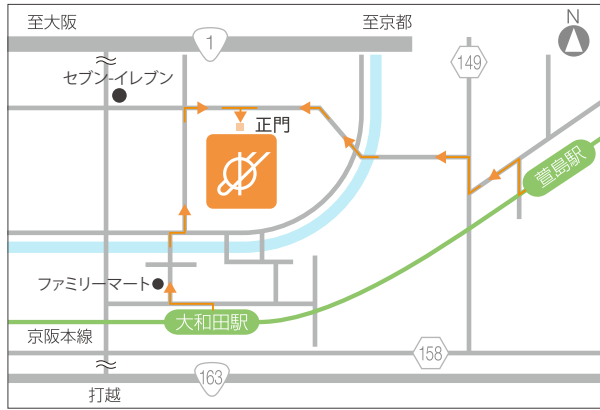 至大阪
至京都
N
1
149
セブン-イレブン
正門
萱島駅
ファミリーマート
大和田駅
京阪本線
158
163
打越